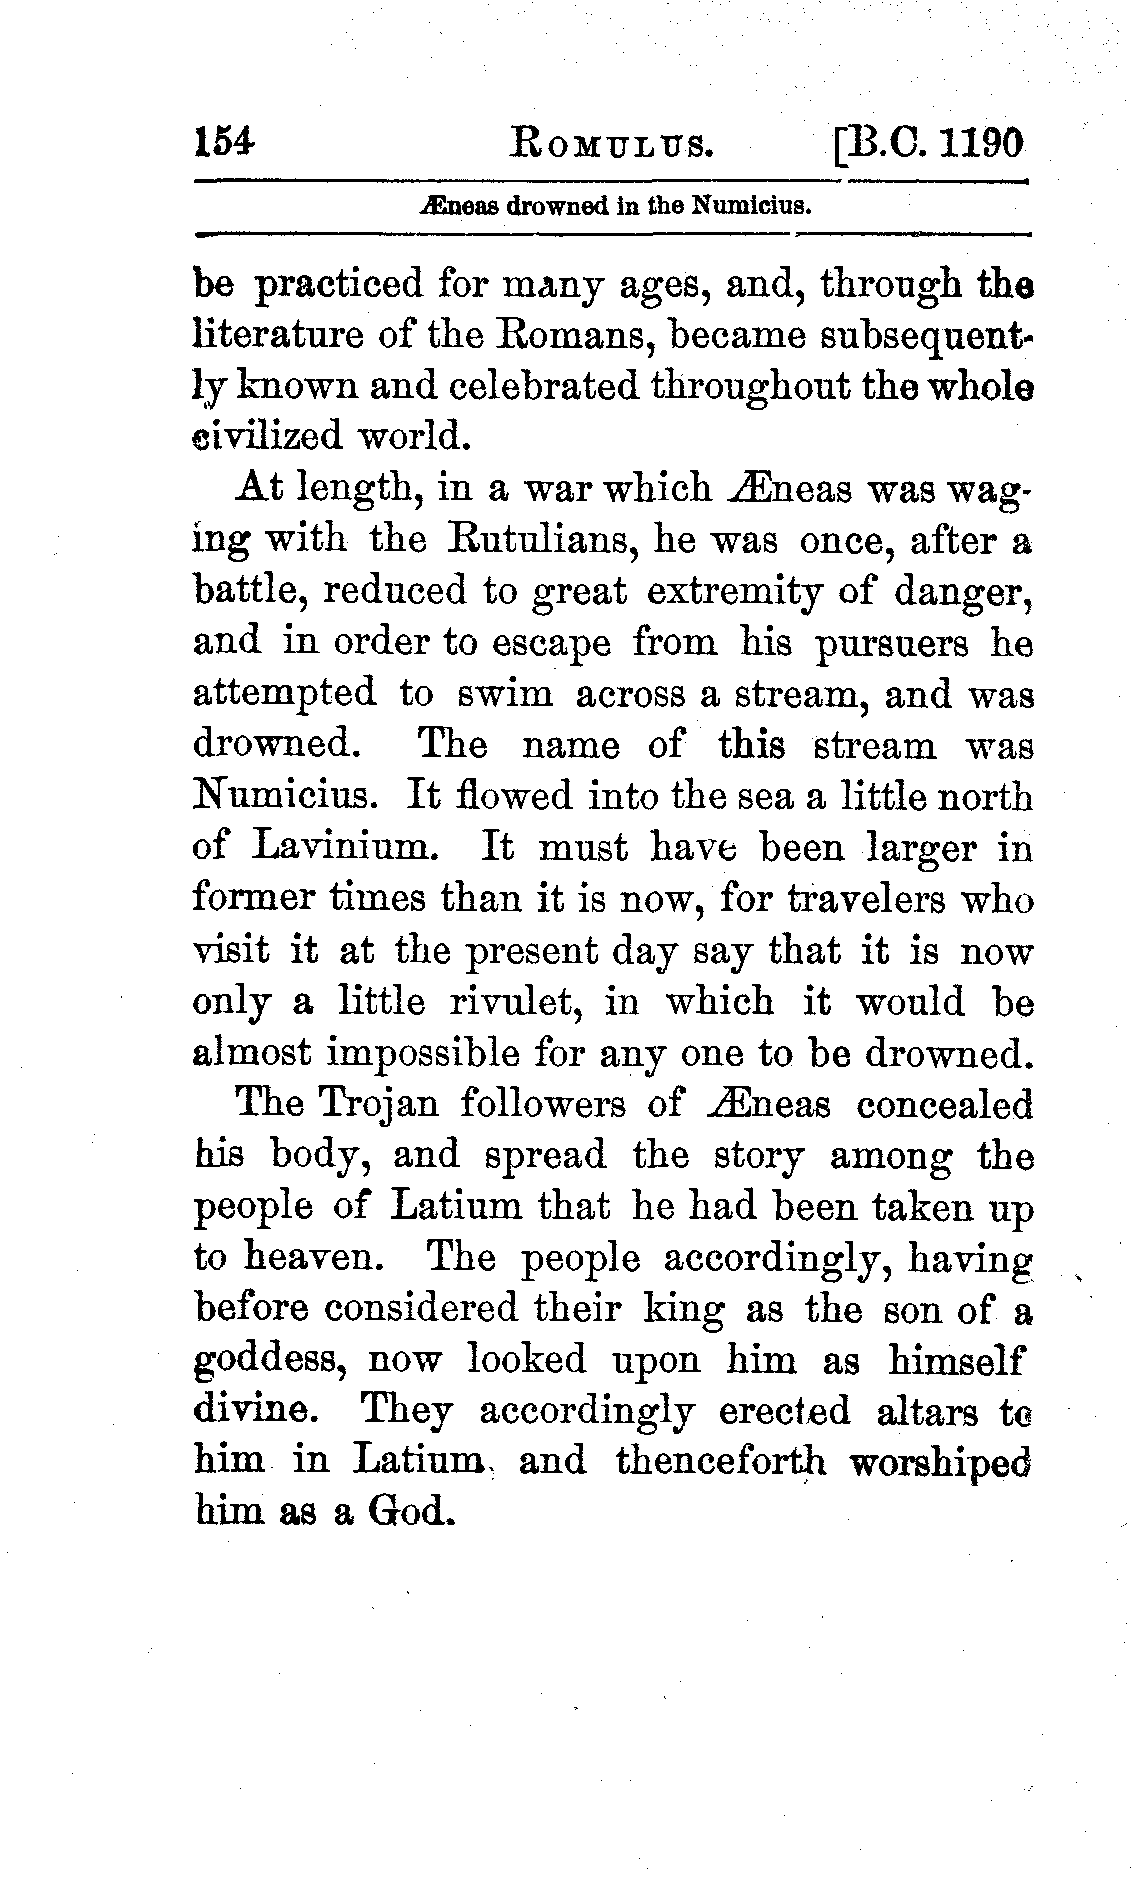 154 ROMULUS. [B.C. 1190
Æneas drowned in the Numicius.
be practiced for many ages, and, through the
literature of the Romans, became subsequent-
ly known and celebrated throughout the whole
civilized world.
At length, in a war which Æneas was wag-
ing with the Rutulians, he was once, after a
battle, reduced to great extremity of danger,
and in order to escape from his pursuers he
attempted to swim across a stream, and was
drowned. The name of this stream was
Numicius. It flowed into the sea a little north
of Lavinium. It must have been larger in
former times than it is now, for travelers who
visit it at the present day say that it is now
only a little rivulet, in which it would be
almost impossible for any one to be drowned.
The Trojan followers of Æneas concealed
his body, and spread the story among the
people of Latium that he had been taken up
to heaven. The people accordingly, having
before considered their king as the son of a
goddess, now looked upon him as himself
divine. They accordingly erected altars to
him in Latium, and thenceforth worshiped
him as a God.